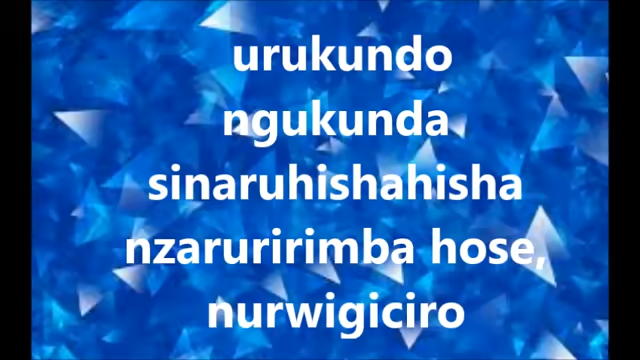 urukundo
ngukunda
sinaruhishahisha
nzaruririmba hose,
nurwigiciro